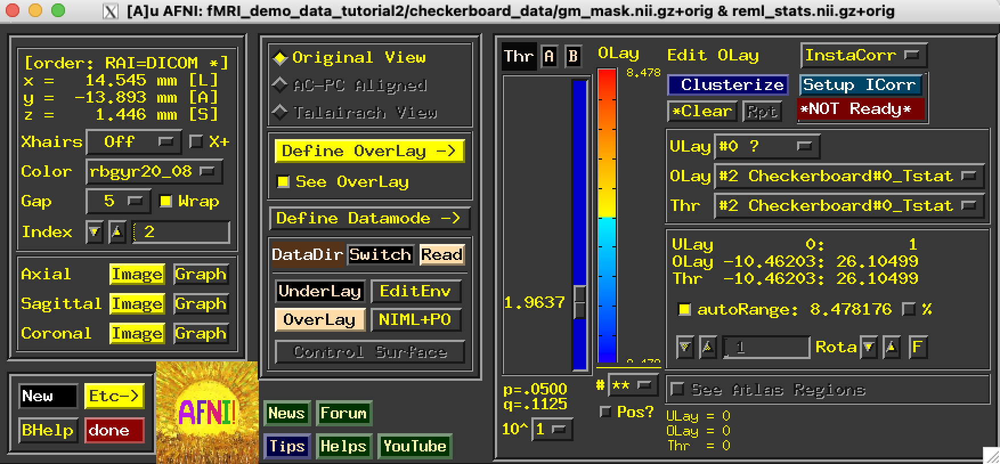 [A]u AFNI: fMRI_demo_data_tutorial2/checkerboard_data/gm_mask.nii.gz+orig & reml_stats.nii.gz+orig
[order: RAI=DICOM *]
x = 14.545 mm [L]
y = -13.893 mm [A]
z = 1.446 mm [S]
Xhairs Off X+
Color rbgyr20_08
Gap 5 Wrap
Index 2
Axial Image Graph
Sagittal Image Graph
Coronal Image Graph
New Etc->
BHelp done
AFNI!
Original View
AC-PC Aligned
Talairach View
Define OverLay ->
See OverLay
Define Datamode ->
DataDir Switch Read
UnderLay EditEnv
OverLay NIML+PO
Control Surface
News Forum
Tips Helps YouTube
Thr A B
1.9637
p=.0500
q=.1125
10^ 1
OLay
8.478
# **
Pos?
Edit OLay
Clusterize
*Clear Rpt
InstaCorr
Setup ICorr
*NOT Ready*
ULay #0 ?
OLay #2 Checkerboard#0_Tstat
Thr #2 Checkerboard#0_Tstat
ULay 0: 1
OLay -10.46203: 26.10499
Thr -10.46203: 26.10499
autoRange: 8.478176 %
1 Rota F
See Atlas Regions
ULay = 0
OLay = 0
Thr = 0